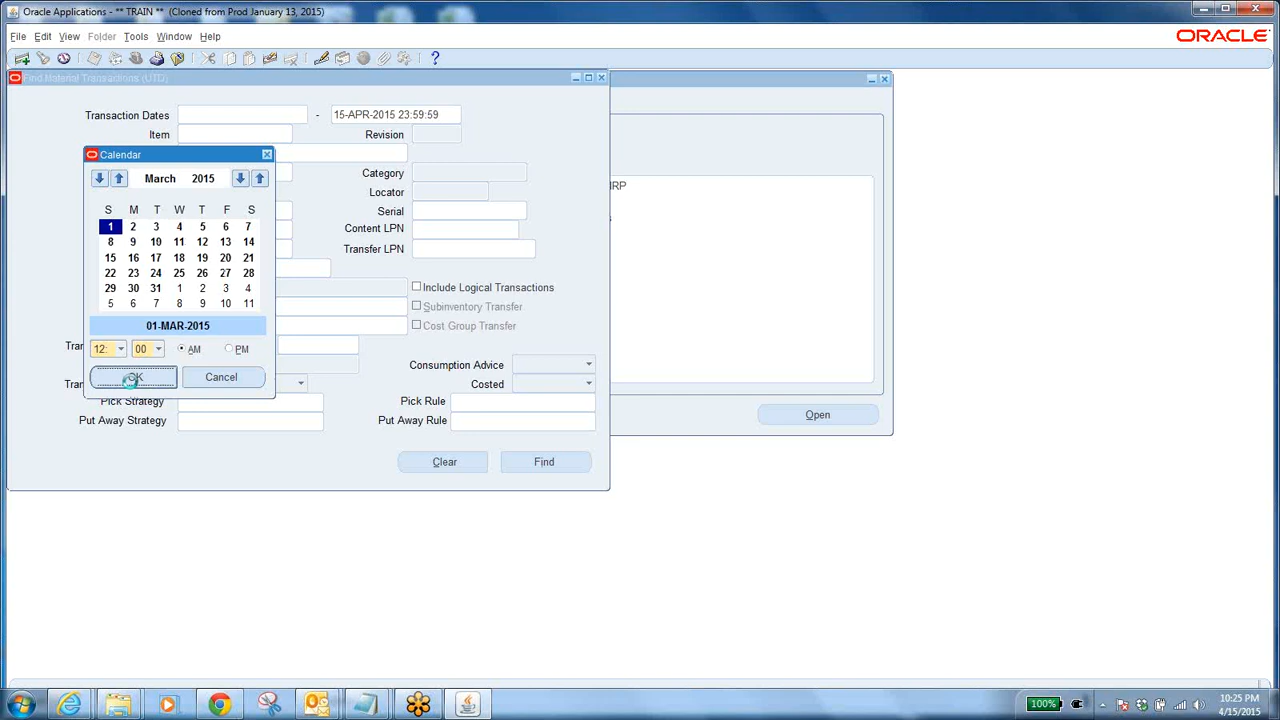 Oracle Applications - ** TRAIN ** (Cloned from Prod January 13, 2015)
File Edit View Folder Tools Window Help
ORACLE
Find Material Transactions (UTD)
Transaction Dates - 15-APR-2015 23:59:59
Item Revision
Calendar
March 2015
S M T W T F S
1 2 3 4 5 6 7
8 9 10 11 12 13 14
15 16 17 18 19 20 21
22 23 24 25 26 27 28
29 30 31 1 2 3 4
5 6 7 8 9 10 11
01-MAR-2015
12: 00 AM PM
OK Cancel
Category
Locator
Serial
Content LPN
Transfer LPN
Include Logical Transactions
Subinventory Transfer
Cost Group Transfer
Consumption Advice
Costed
Pick Strategy Pick Rule
Put Away Strategy Put Away Rule
Clear Find
Open
100%
10:25 PM
4/15/2015